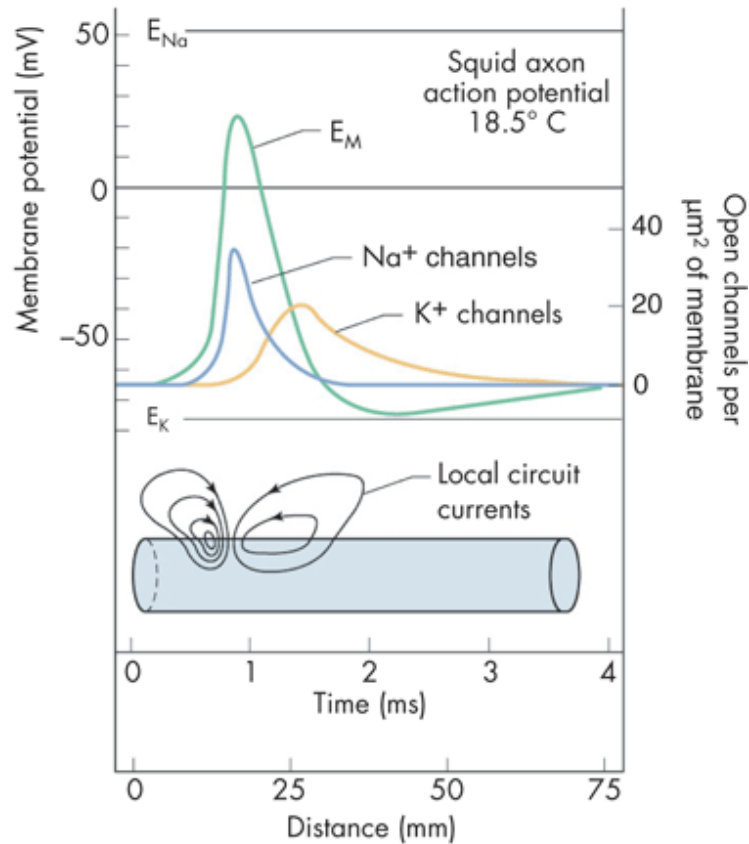 Membrane potential (mV)
50
0
–50
E_Na
Squid axon
action potential
18.5° C
E_M
Na+ channels
K+ channels
E_K
Open channels per
μm² of membrane
40
20
0
Local circuit
currents
0 1 2 3 4
Time (ms)
0 25 50 75
Distance (mm)